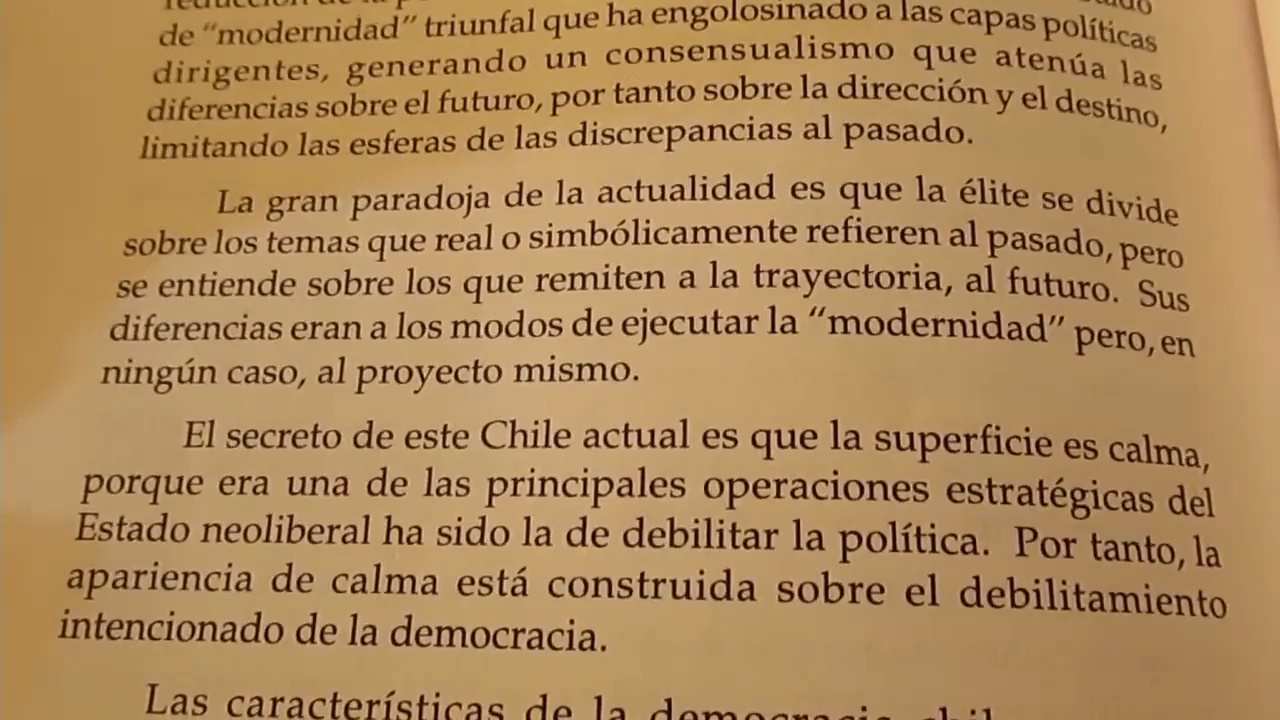 de “modernidad” triunfal que ha engolosinado a las capas políticas
dirigentes, generando un consensualismo que atenúa las
diferencias sobre el futuro, por tanto sobre la dirección y el destino,
limitando las esferas de las discrepancias al pasado.
La gran paradoja de la actualidad es que la élite se divide
sobre los temas que real o simbólicamente refieren al pasado, pero
se entiende sobre los que remiten a la trayectoria, al futuro. Sus
diferencias eran a los modos de ejecutar la “modernidad” pero, en
ningún caso, al proyecto mismo.
El secreto de este Chile actual es que la superficie es calma,
porque era una de las principales operaciones estratégicas del
Estado neoliberal ha sido la de debilitar la política. Por tanto, la
apariencia de calma está construida sobre el debilitamiento
intencionado de la democracia.
Las características de la democracia